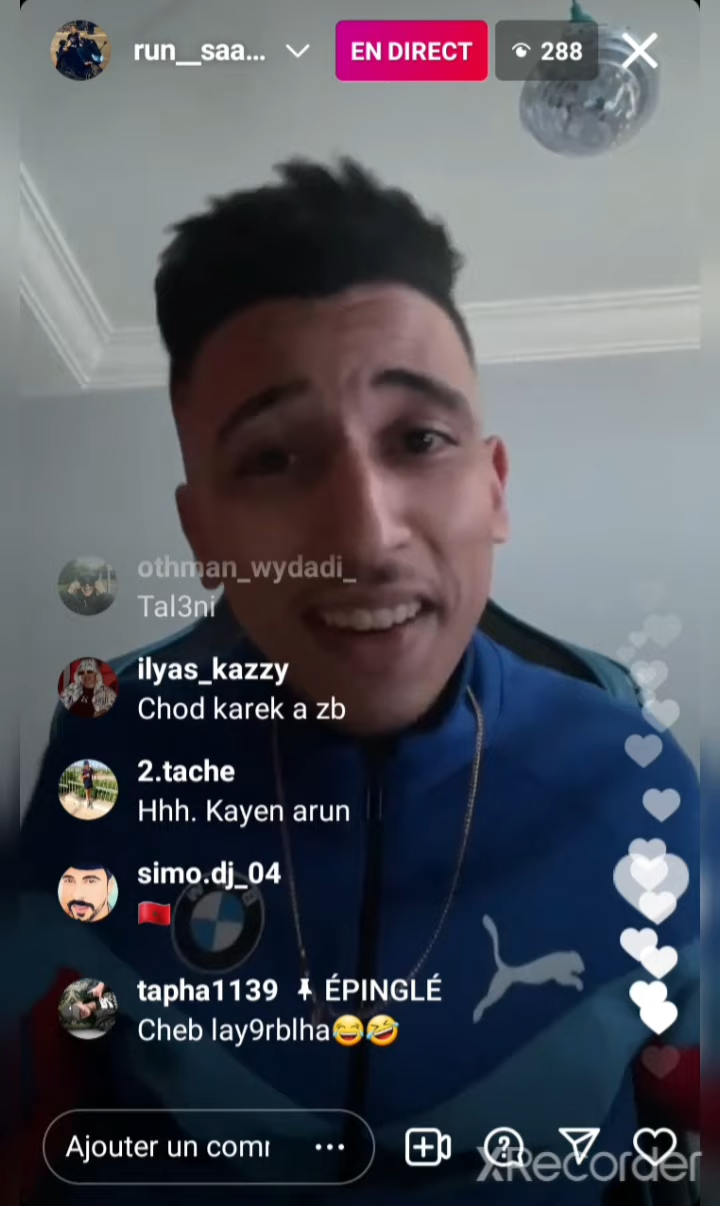 run__saa...
EN DIRECT
288
othman_wydadi_
Tal3ni
ilyas_kazzy
Chod karek a zb
2.tache
Hhh. Kayen arun
simo.dj_04
🇲🇦
tapha1139 📌 ÉPINGLÉ
Cheb lay9rblha😂🤣
Ajouter un comr
XRecorder